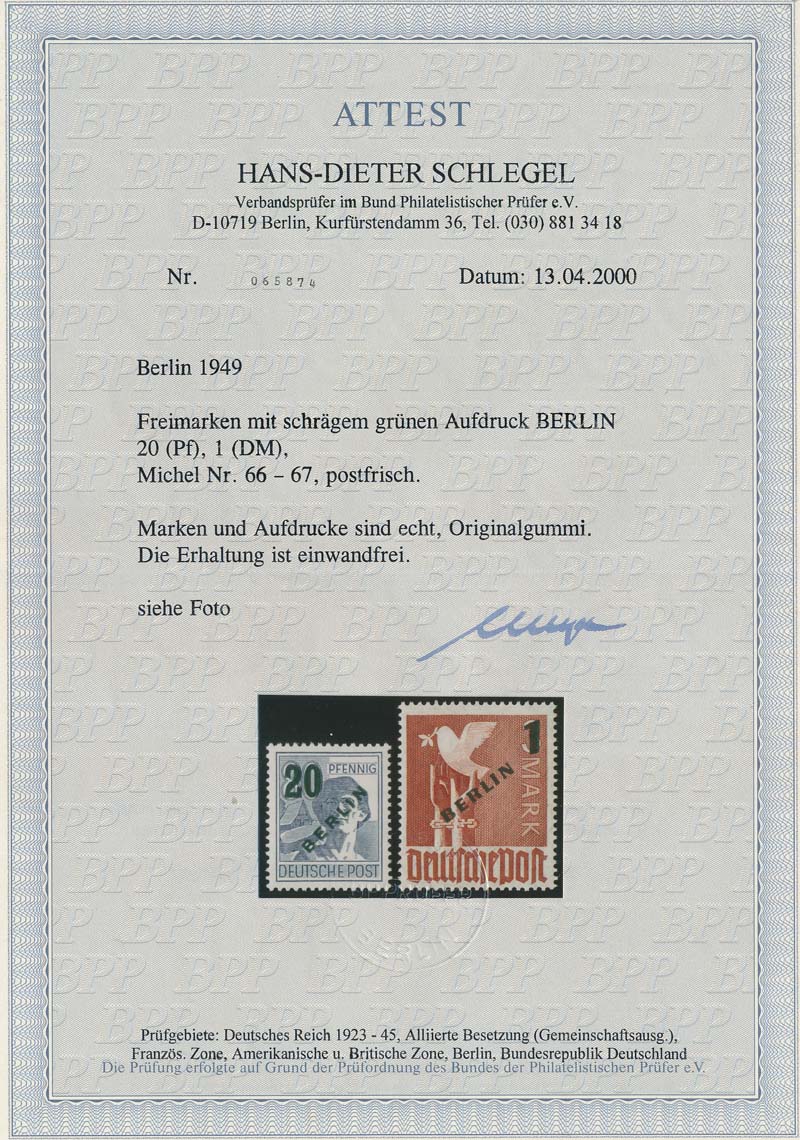 ATTEST
HANS-DIETER SCHLEGEL
Verbandsprüfer im Bund Philatelistischer Prüfer e.V.
D-10719 Berlin, Kurfürstendamm 36, Tel. (030) 881 34 18
Nr. 065874 Datum: 13.04.2000
Berlin 1949
Freimarken mit schrägem grünen Aufdruck BERLIN
20 (Pf), 1 (DM),
Michel Nr. 66 – 67, postfrisch.
Marken und Aufdrucke sind echt, Originalgummi.
Die Erhaltung ist einwandfrei.
siehe Foto
20 PFENNIG
BERLIN
DEUTSCHE POST
1
MARK
BERLIN
Deutsche Post
BERLIN
Prüfgebiete: Deutsches Reich 1923 - 45, Alliierte Besetzung (Gemeinschaftsausg.),
Französ. Zone, Amerikanische u. Britische Zone, Berlin, Bundesrepublik Deutschland
Die Prüfung erfolgte auf Grund der Prüfordnung des Bundes der Philatelistischen Prüfer e.V.